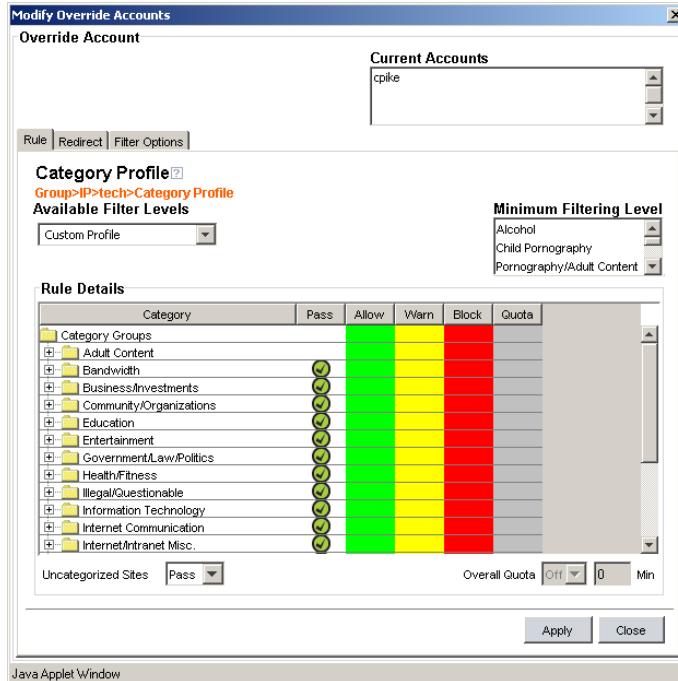 Modify Override Accounts
Override Account
Current Accounts
cpike
Rule Redirect Filter Options
Category Profile ?
Group>IP>tech>Category Profile
Available Filter Levels
Minimum Filtering Level
Custom Profile
Alcohol
Child Pornography
Pornography/Adult Content
Rule Details
Category Pass Allow Warn Block Quota
Category Groups
Adult Content
Bandwidth
Business/Investments
Community/Organizations
Education
Entertainment
Government/Law/Politics
Health/Fitness
Illegal/Questionable
Information Technology
Internet Communication
Internet/Intranet Misc.
Uncategorized Sites Pass Overall Quota Off 0 Min
Apply Close
Java Applet Window